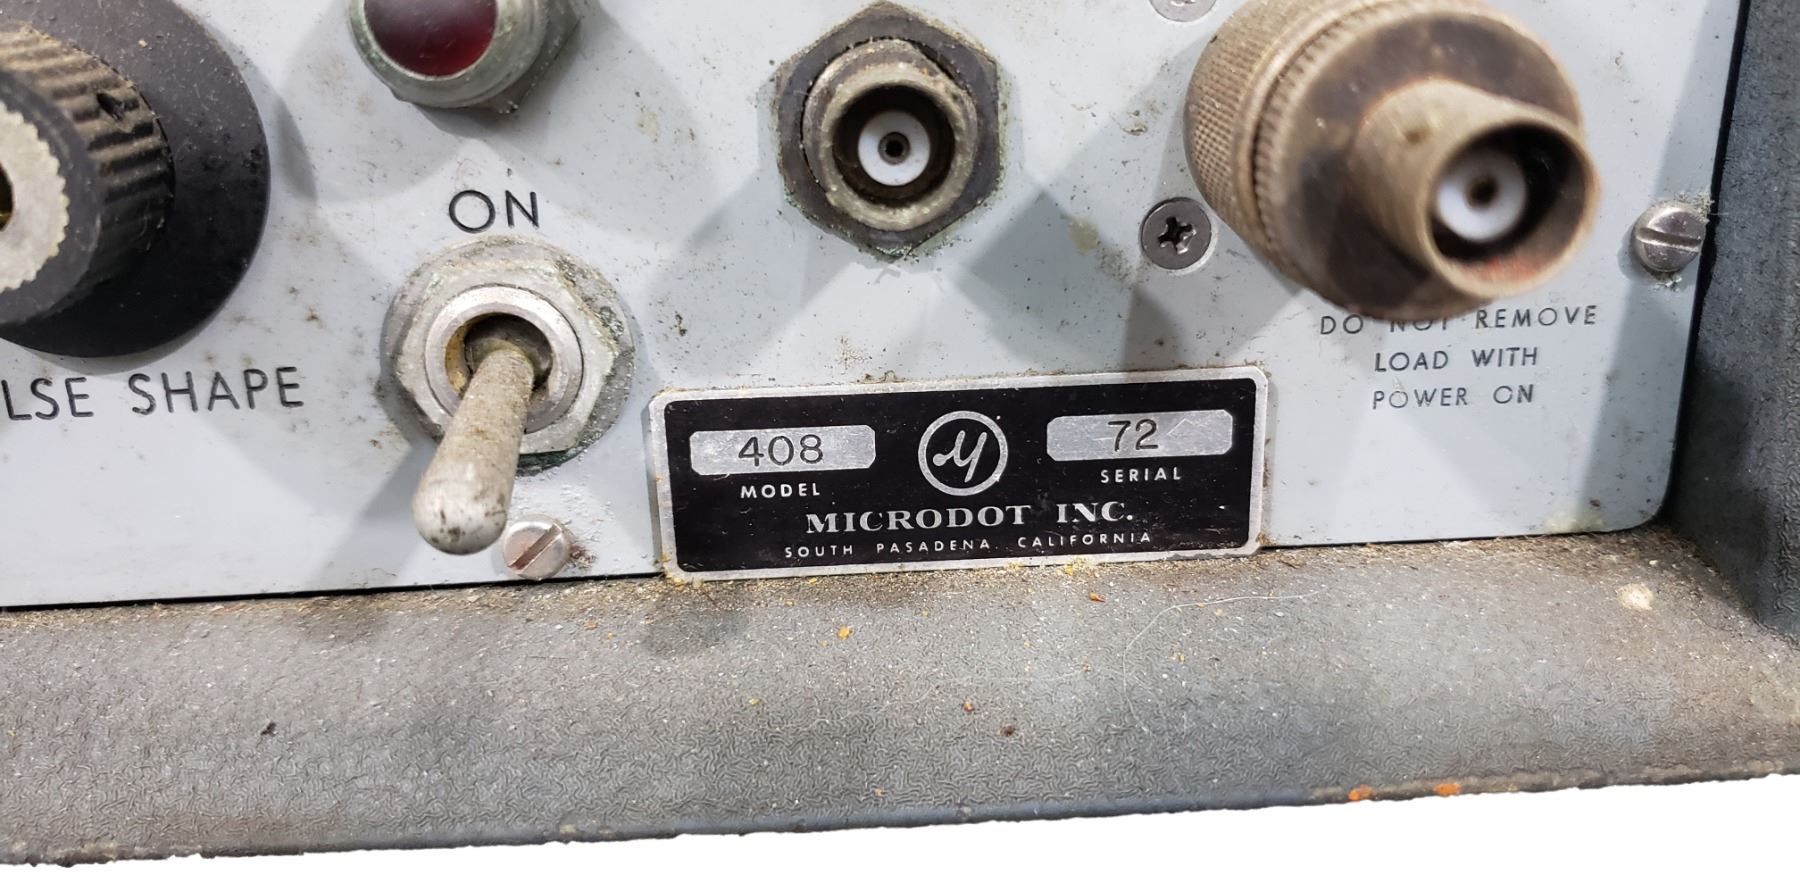 ON
LSE SHAPE
DO NOT REMOVE
LOAD WITH
POWER ON
408 72
MODEL SERIAL
MICRODOT INC.
SOUTH PASADENA CALIFORNIA